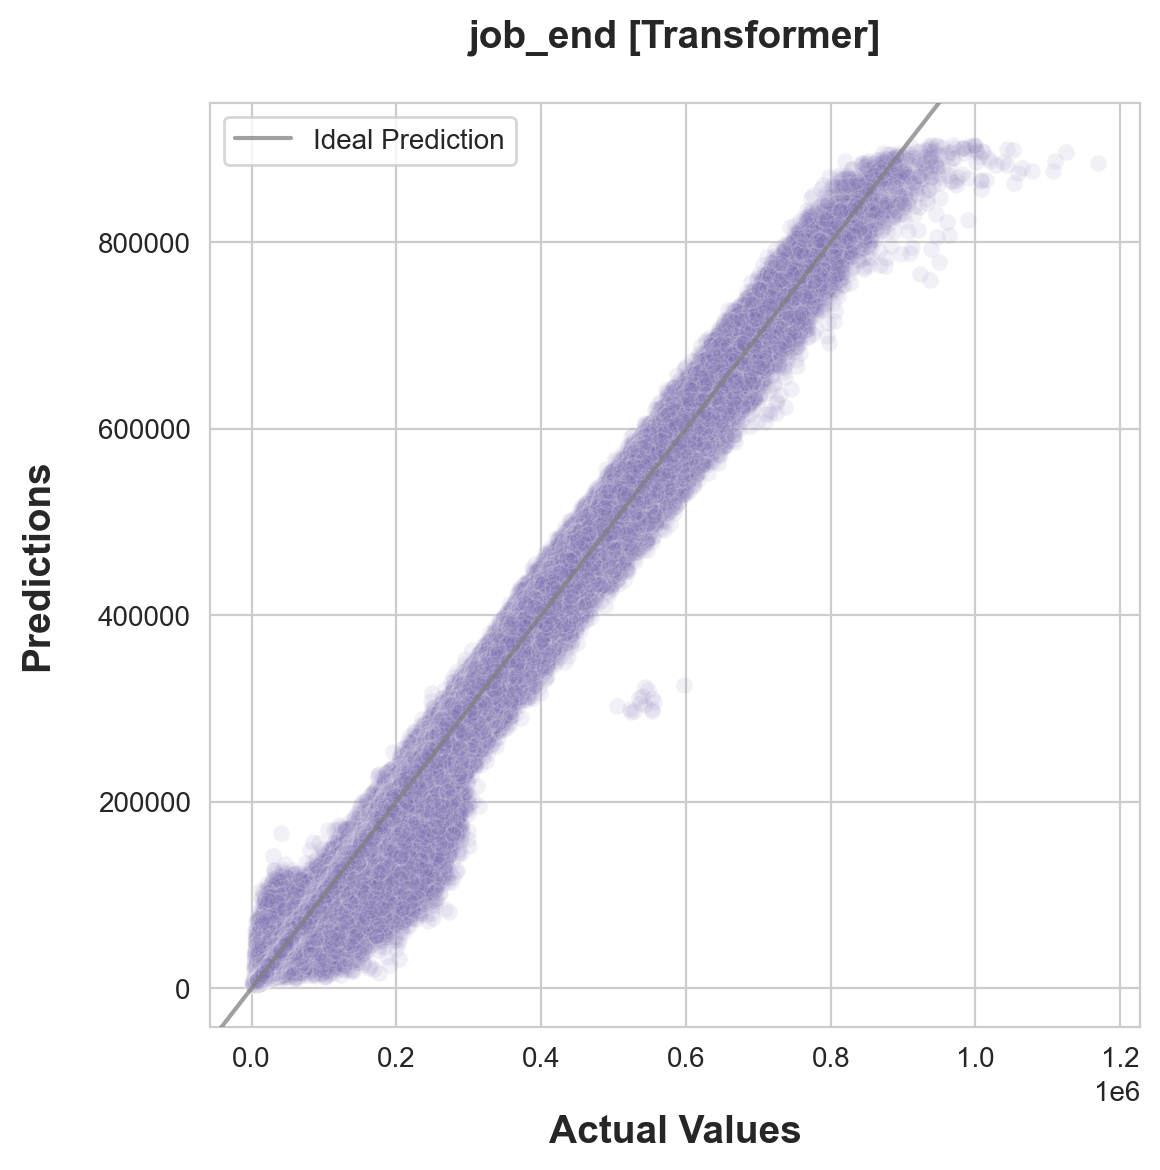 job_end [Transformer]
Ideal Prediction
800000
600000
400000
200000
0
Predictions
0.0 0.2 0.4 0.6 0.8 1.0 1.2
1e6
Actual Values